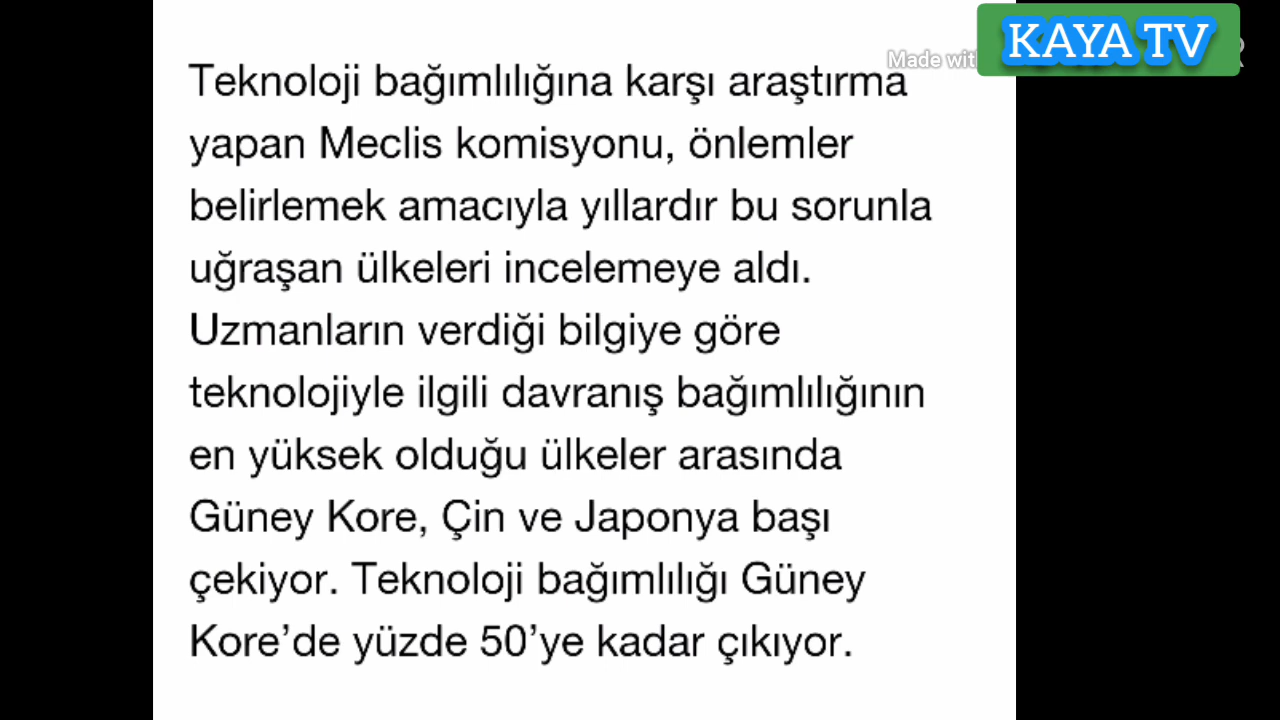 KAYA TV
Made with
Teknoloji bağımlılığına karşı araştırma
yapan Meclis komisyonu, önlemler
belirlemek amacıyla yıllardır bu sorunla
uğraşan ülkeleri incelemeye aldı.
Uzmanların verdiği bilgiye göre
teknolojiyle ilgili davranış bağımlılığının
en yüksek olduğu ülkeler arasında
Güney Kore, Çin ve Japonya başı
çekiyor. Teknoloji bağımlılığı Güney
Kore’de yüzde 50’ye kadar çıkıyor.